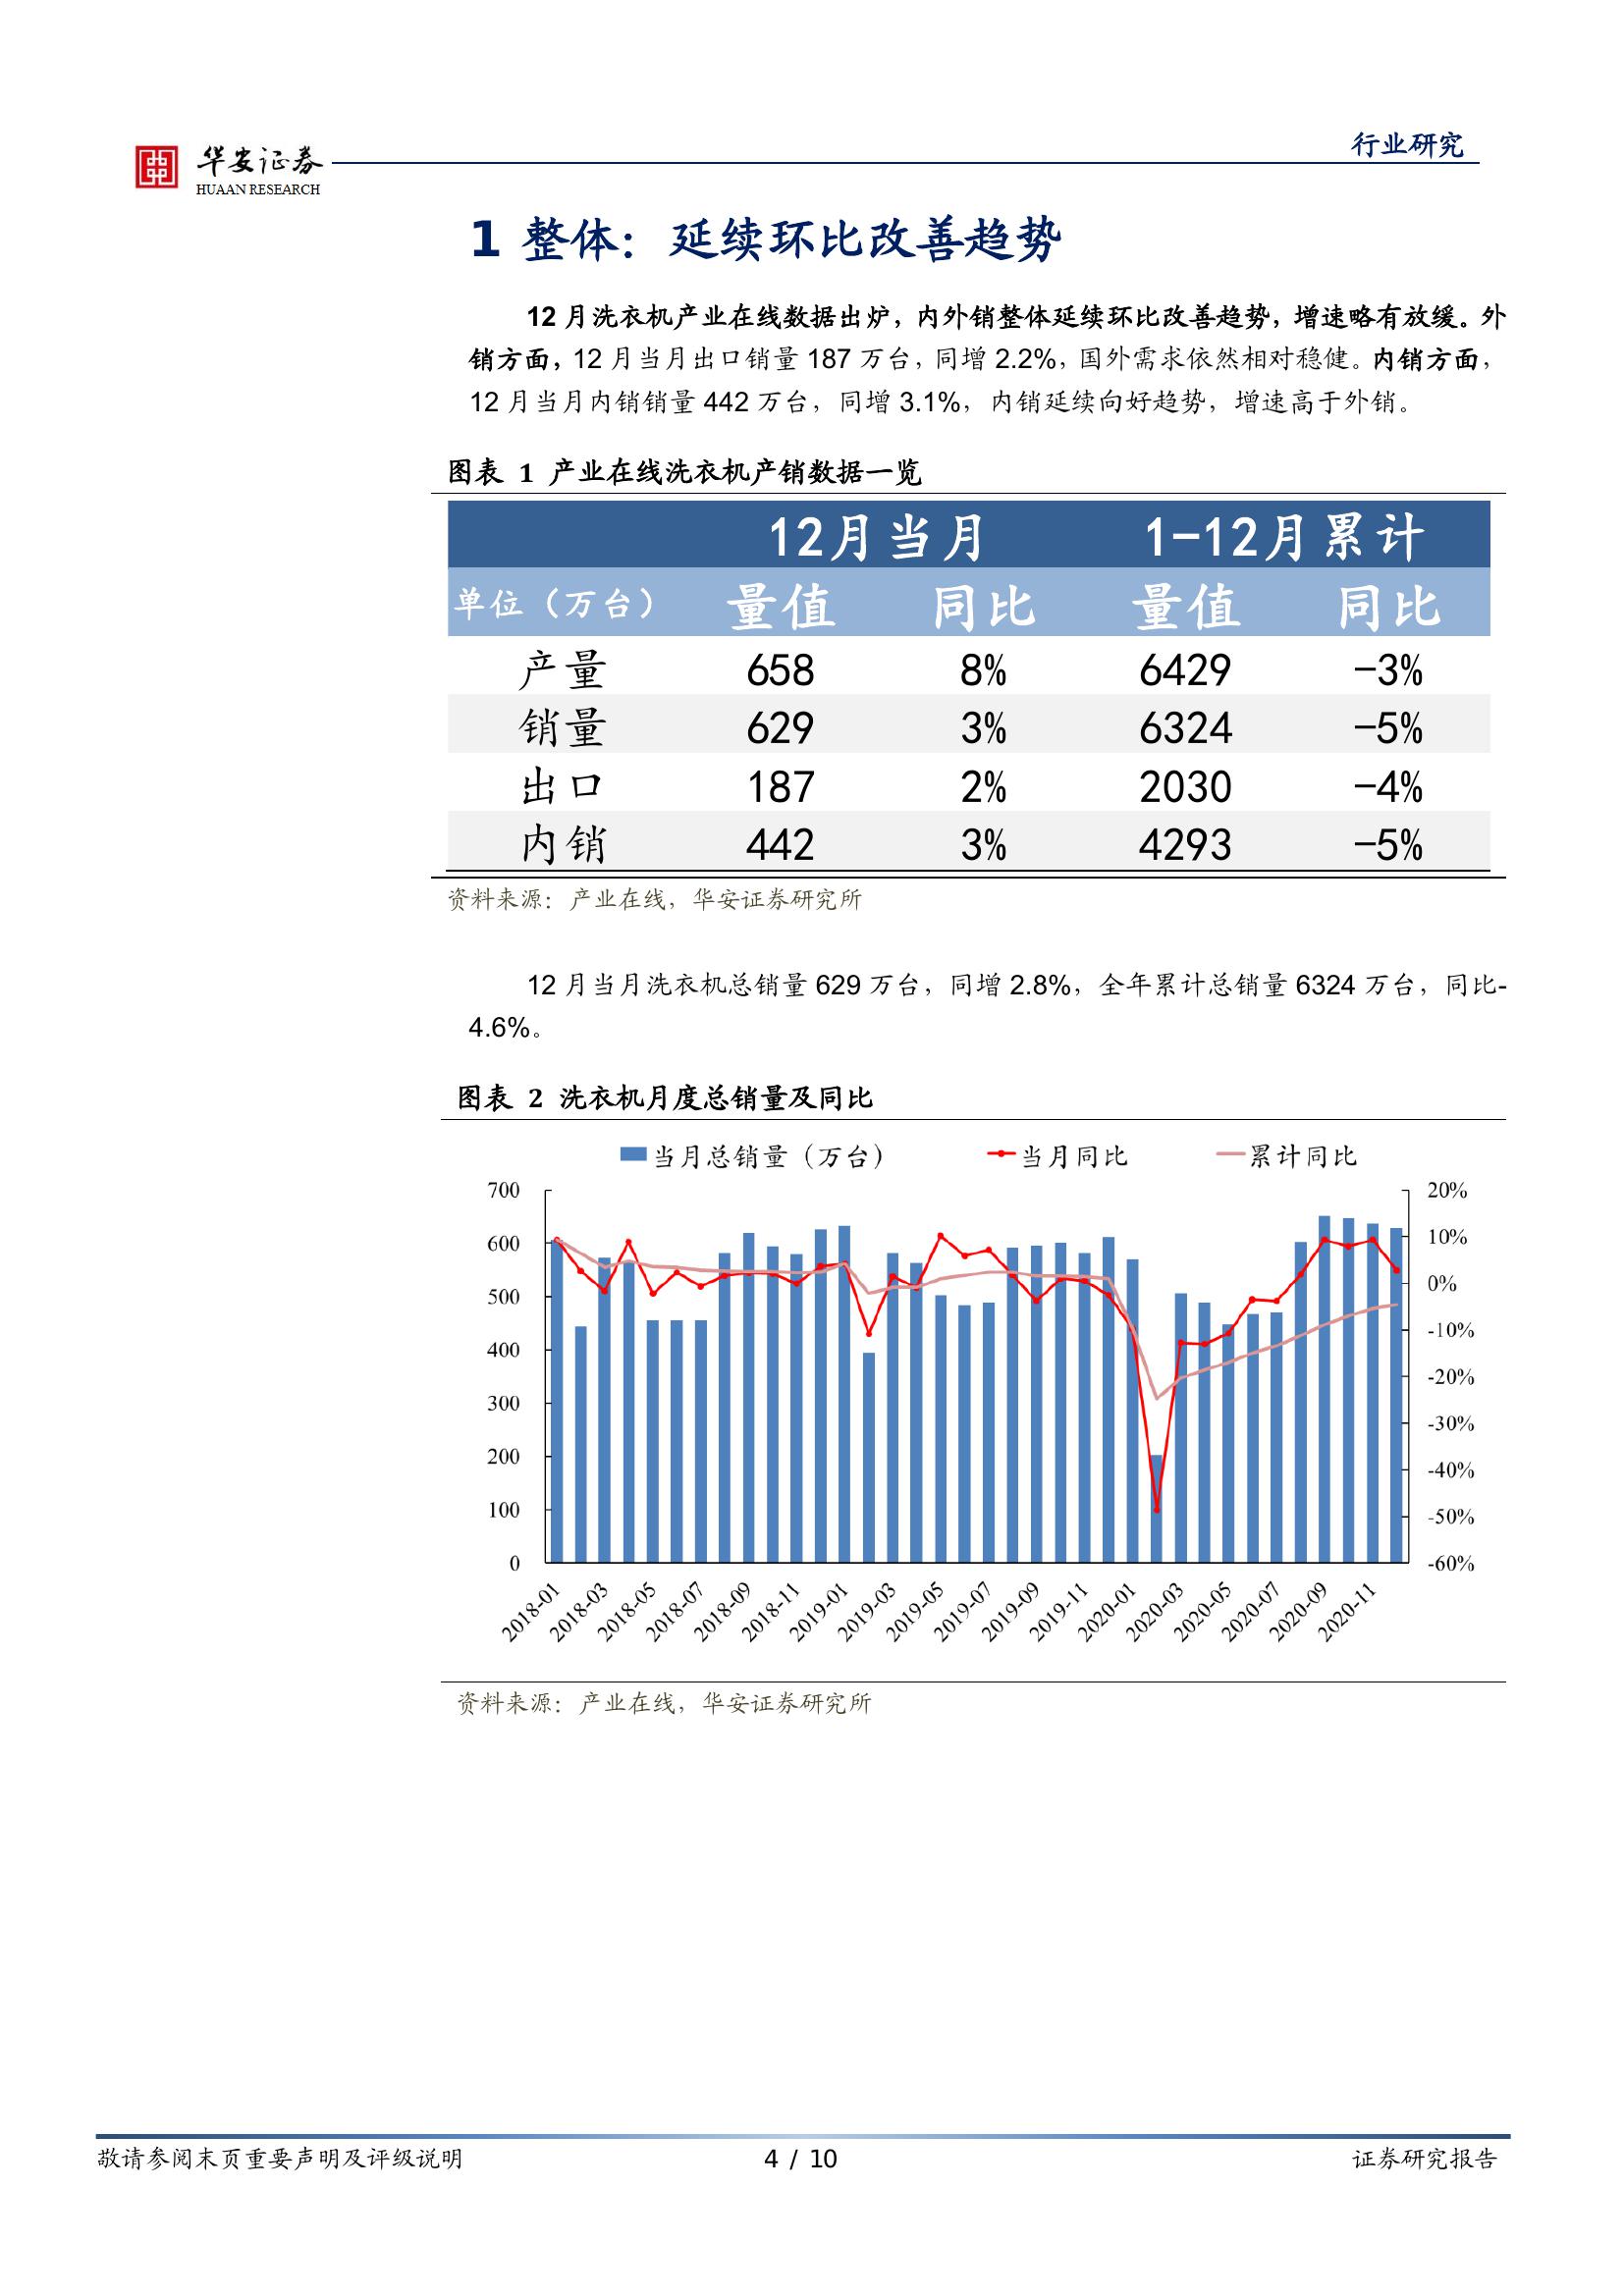 华安证券
HUAAN RESEARCH
行业研究
1 整体：延续环比改善趋势
12 月洗衣机产业在线数据出炉，内外销整体延续环比改善趋势，增速略有放缓。外
销方面，12 月当月出口销量 187 万台，同增 2.2%，国外需求依然相对稳健。内销方面，
12 月当月内销销量 442 万台，同增 3.1%，内销延续向好趋势，增速高于外销。
图表 1 产业在线洗衣机产销数据一览
12月当月 1-12月累计
单位（万台） 量值 同比 量值 同比
产量 658 8% 6429 -3%
销量 629 3% 6324 -5%
出口 187 2% 2030 -4%
内销 442 3% 4293 -5%
资料来源：产业在线，华安证券研究所
12 月当月洗衣机总销量 629 万台，同增 2.8%，全年累计总销量 6324 万台，同比-
4.6%。
图表 2 洗衣机月度总销量及同比
当月总销量（万台） 当月同比 累计同比
700 20%
600 10%
500 0%
400 -10%
300 -20%
200 -30%
100 -40%
0 -50%
-60%
2018-01 2018-03 2018-05 2018-07 2018-09 2018-11 2019-01 2019-03 2019-05 2019-07 2019-09 2019-11 2020-01 2020-03 2020-05 2020-07 2020-09 2020-11
资料来源：产业在线，华安证券研究所
敬请参阅末页重要声明及评级说明 4 / 10 证券研究报告